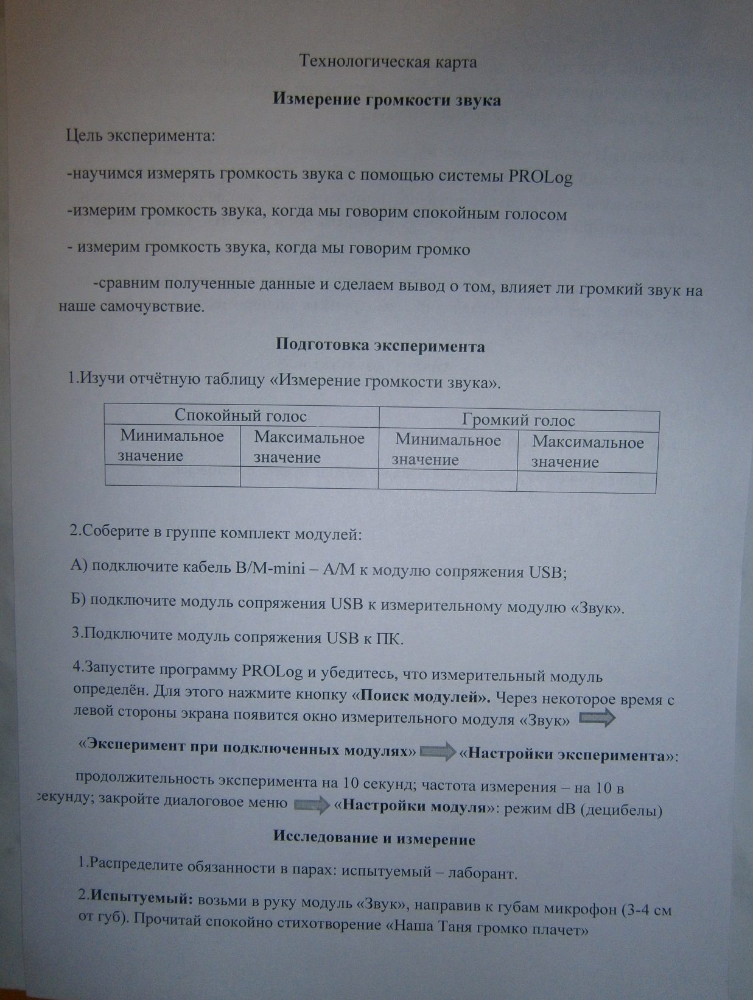 Технологическая карта
Измерение громкости звука
Цель эксперимента:
-научимся измерять громкость звука с помощью системы PROLog
-измерим громкость звука, когда мы говорим спокойным голосом
- измерим громкость звука, когда мы говорим громко
-сравним полученные данные и сделаем вывод о том, влияет ли громкий звук на
наше самочувствие.
Подготовка эксперимента
1.Изучи отчётную таблицу «Измерение громкости звука».
Спокойный голос Громкий голос
Минимальное Максимальное Минимальное Максимальное
значение значение значение значение
2.Соберите в группе комплект модулей:
А) подключите кабель B/M-mini – A/M к модулю сопряжения USB;
Б) подключите модуль сопряжения USB к измерительному модулю «Звук».
3.Подключите модуль сопряжения USB к ПК.
4.Запустите программу PROLog и убедитесь, что измерительный модуль
определён. Для этого нажмите кнопку «Поиск модулей». Через некоторое время с
левой стороны экрана появится окно измерительного модуля «Звук»
«Эксперимент при подключенных модулях» «Настройки эксперимента»:
продолжительность эксперимента на 10 секунд; частота измерения – на 10 в
секунду; закройте диалоговое меню «Настройки модуля»: режим dB (децибелы)
Исследование и измерение
1.Распределите обязанности в парах: испытуемый – лаборант.
2.Испытуемый: возьми в руку модуль «Звук», направив к губам микрофон (3-4 см
от губ). Прочитай спокойно стихотворение «Наша Таня громко плачет»